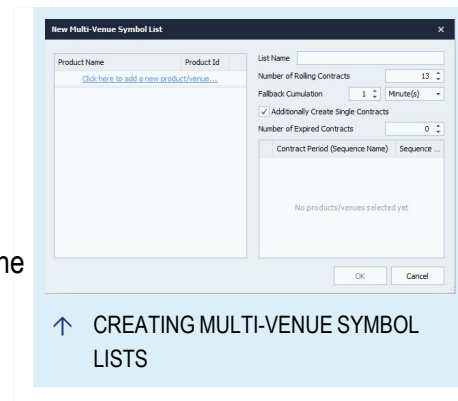 New Multi-Venue Symbol List
Product Name Product Id
Click here to add a new product/venue...
List Name
Number of Rolling Contracts 13
Fallback Cumulation 1 Minute(s)
Additionally Create Single Contracts
Number of Expired Contracts 0
Contract Period (Sequence Name) Sequence ...
No products/venues selected yet
OK Cancel
↑ CREATING MULTI-VENUE SYMBOL
LISTS